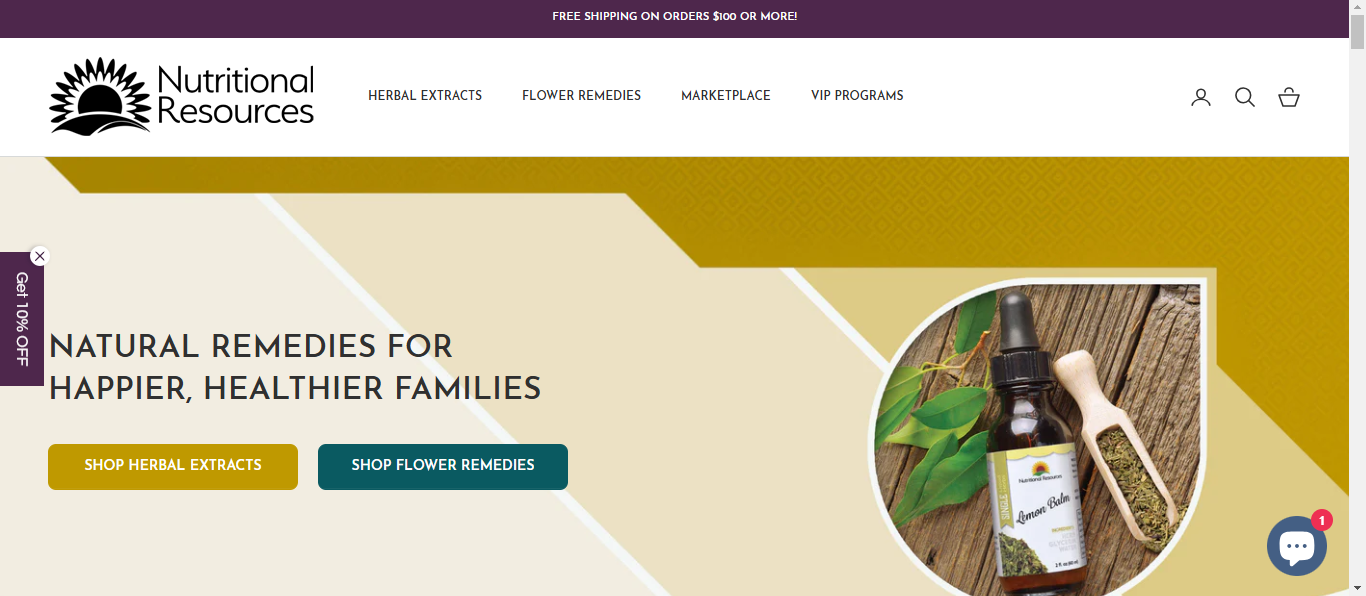 FREE SHIPPING ON ORDERS $100 OR MORE!
Nutritional
Resources
HERBAL EXTRACTS
FLOWER REMEDIES
MARKETPLACE
VIP PROGRAMS
Get 10% OFF
NATURAL REMEDIES FOR
HAPPIER, HEALTHIER FAMILIES
SHOP HERBAL EXTRACTS
SHOP FLOWER REMEDIES
Nutritional Resources
SINGLE
Lemon Balm
1